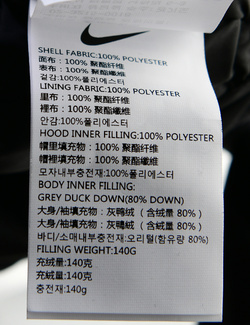 SHELL FABRIC:100% POLYESTER
面布：100% 聚酯纤维
表布：100% 聚酯纖維
겉감:100%폴리에스터
LINING FABRIC:100% POLYESTER
里布：100% 聚酯纤维
裡布：100% 聚酯纖維
안감:100%폴리에스터
HOOD INNER FILLING:100% POLYESTER
帽里填充物：100% 聚酯纤维
帽裡填充物：100% 聚酯纖維
모자내부충전재:100%폴리에스터
BODY INNER FILLING:
GREY DUCK DOWN(80% DOWN)
大身/袖填充物：灰鸭绒（含绒量 80%）
大身/袖填充物：灰鴨絨（含絨量 80%）
바디/소매내부충전재:오리털(함유량 80%)
FILLING WEIGHT:140G
充绒量:140克
充絨量:140克
충전재:140g